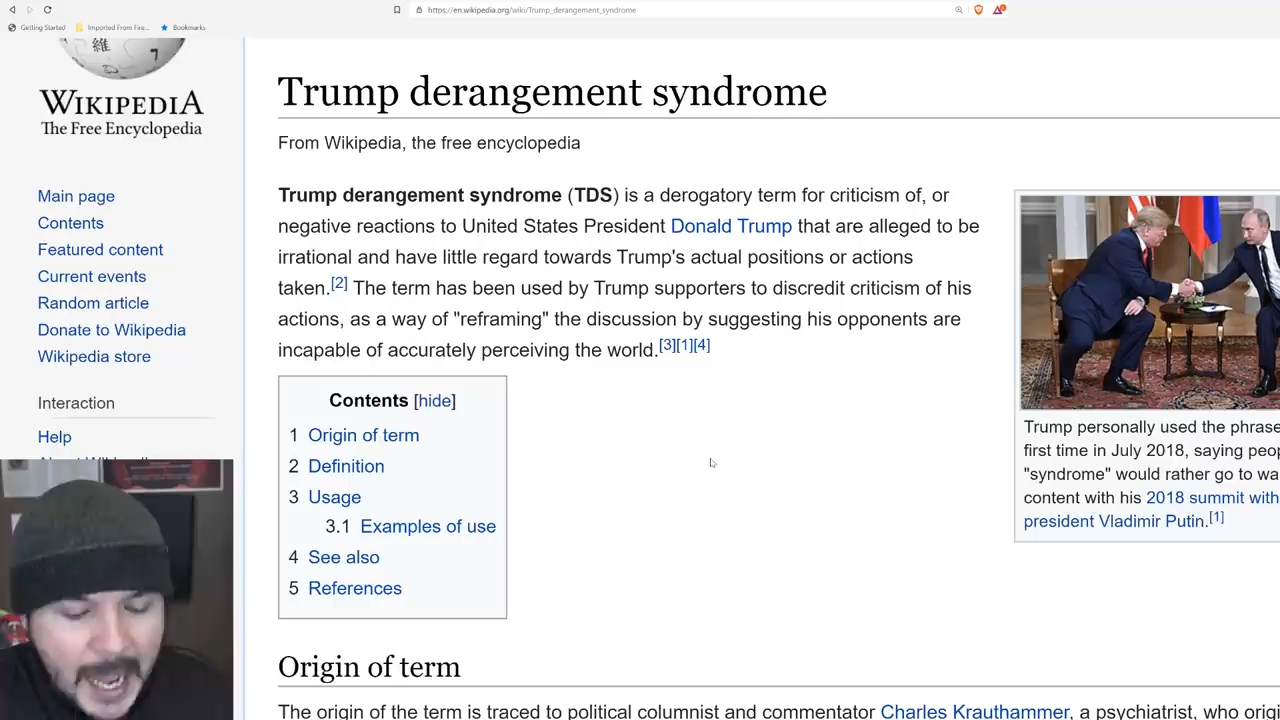 https://en.wikipedia.org/wiki/Trump_derangement_syndrome
Getting Started
Imported From Fire...
Bookmarks
維
7
WIKIPEDIA
The Free Encyclopedia
Main page
Contents
Featured content
Current events
Random article
Donate to Wikipedia
Wikipedia store
Interaction
Help
Trump derangement syndrome
From Wikipedia, the free encyclopedia
Trump derangement syndrome (TDS) is a derogatory term for criticism of, or
negative reactions to United States President Donald Trump that are alleged to be
irrational and have little regard towards Trump's actual positions or actions
taken.[2] The term has been used by Trump supporters to discredit criticism of his
actions, as a way of "reframing" the discussion by suggesting his opponents are
incapable of accurately perceiving the world.[3][1][4]
Contents [hide]
1 Origin of term
2 Definition
3 Usage
3.1 Examples of use
4 See also
5 References
Trump personally used the phrase
first time in July 2018, saying peop
"syndrome" would rather go to wa
content with his 2018 summit with
president Vladimir Putin.[1]
Origin of term
The origin of the term is traced to political columnist and commentator Charles Krauthammer, a psychiatrist, who orig